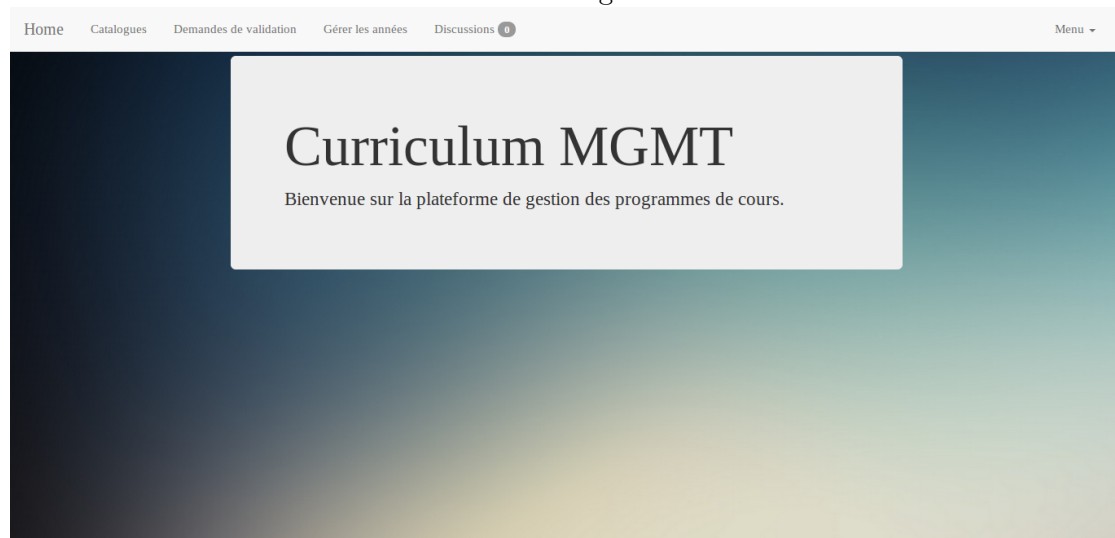 Home Catalogues Demandes de validation Gérer les années Discussions 0 Menu
Curriculum MGMT
Bienvenue sur la plateforme de gestion des programmes de cours.